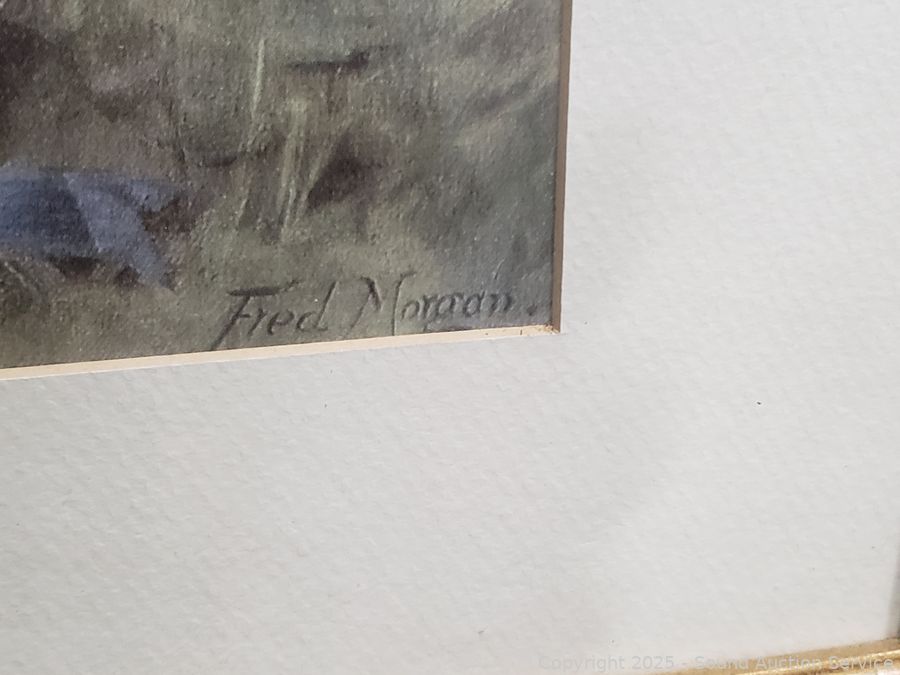 Fred Morgan.
Copyright 2025 - Sound Auction Service